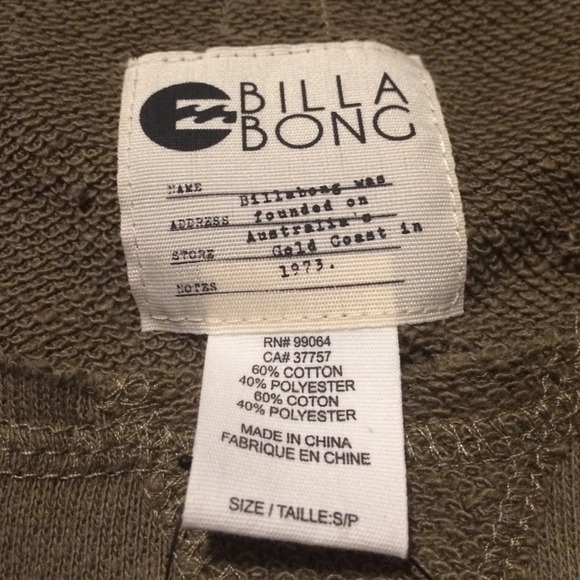 BILLA
BONG
NAME Billabong was
ADDRESS founded on
STORE Australia's
Gold Coast in
NOTES 1973.
RN# 99064
CA# 37757
60% COTTON
40% POLYESTER
60% COTON
40% POLYESTER
MADE IN CHINA
FABRIQUE EN CHINE
SIZE / TAILLE:S/P